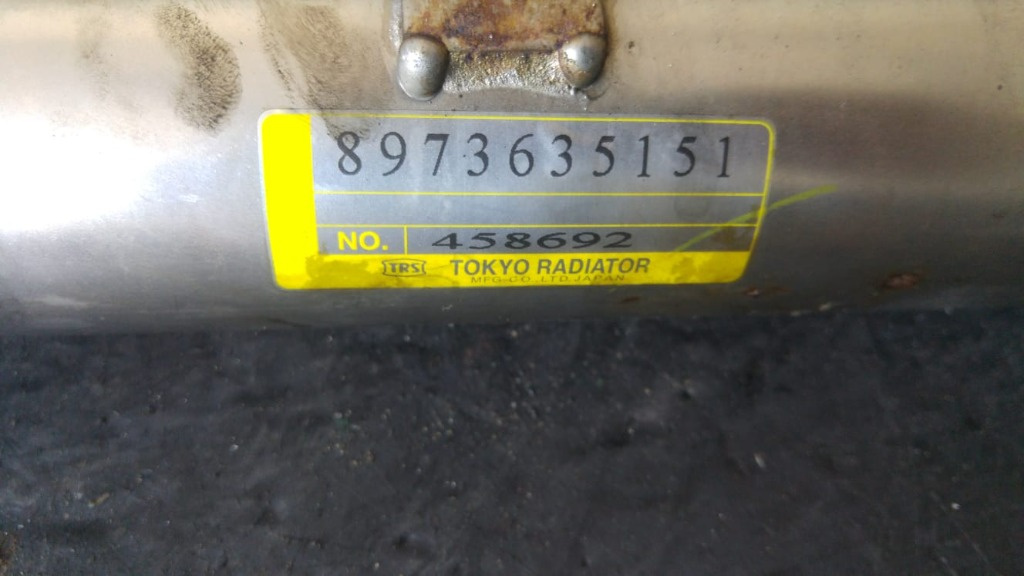 8973635151
NO. 458692
TRS TOKYO RADIATOR
MFG.CO.,LTD.JAPAN